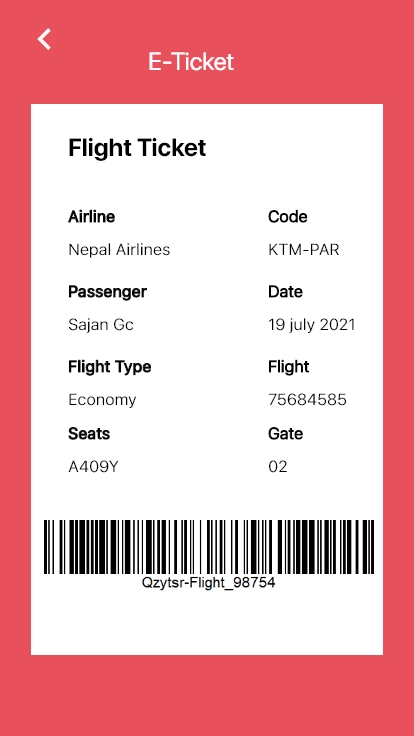 E-Ticket
Flight Ticket
Airline Code
Nepal Airlines KTM-PAR
Passenger Date
Sajan Gc 19 july 2021
Flight Type Flight
Economy 75684585
Seats Gate
A409Y 02
Qzytsr-Flight_98754